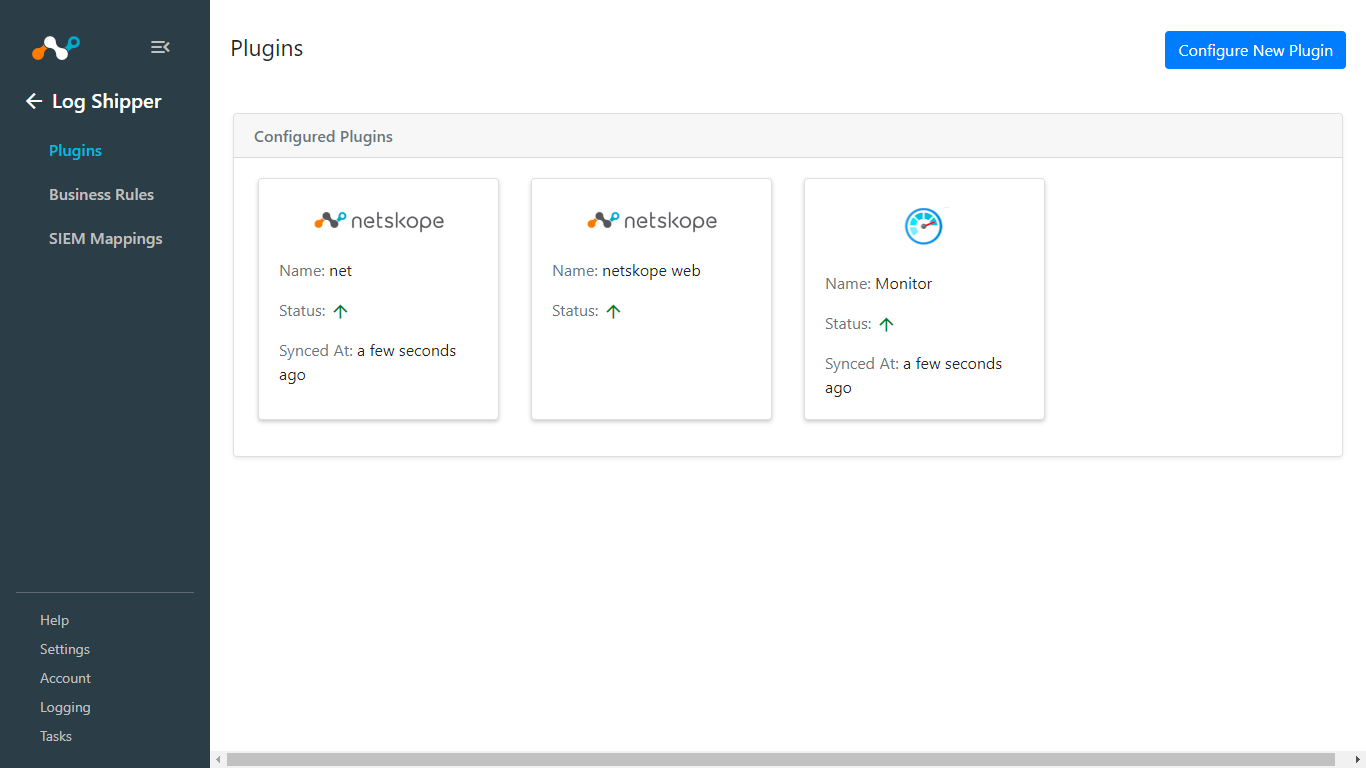 Log Shipper
Plugins
Business Rules
SIEM Mappings
Help
Settings
Account
Logging
Tasks
Plugins
Configure New Plugin
Configured Plugins
netskope
Name: net
Status:
Synced At: a few seconds
ago
netskope
Name: netskope web
Status:
Name: Monitor
Status:
Synced At: a few seconds
ago